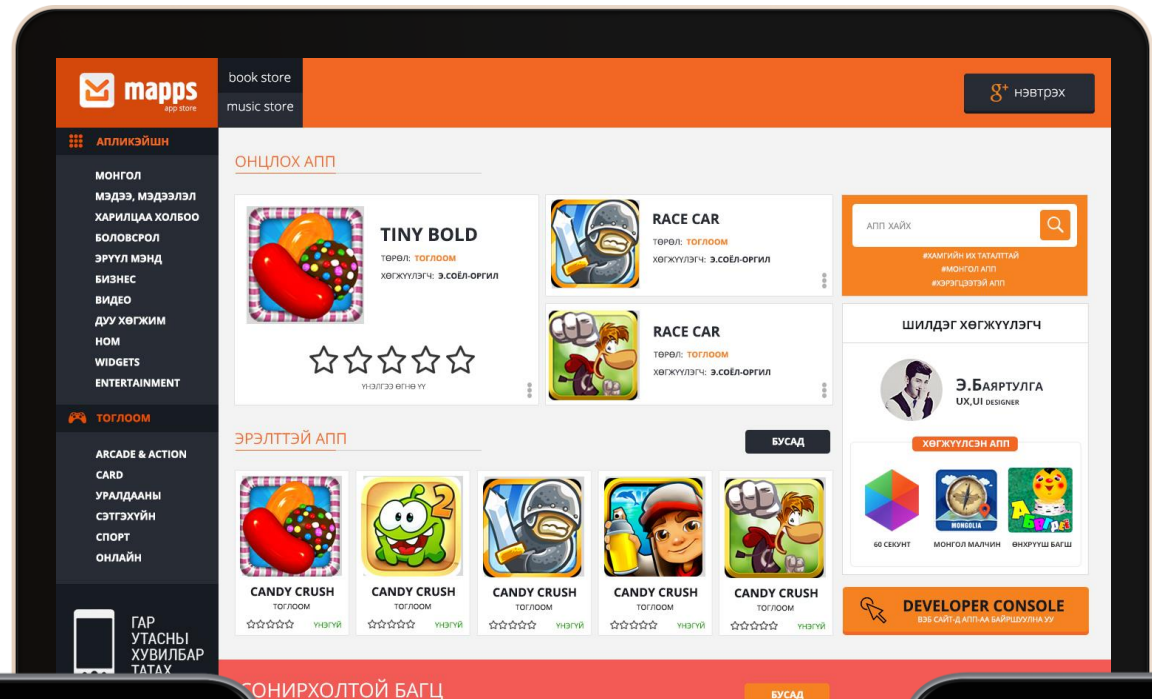 mapps
app store
book store
music store
g+ нэвтрэх
АПЛИКЭЙШН
МОНГОЛ
МЭДЭЭ, МЭДЭЭЛЭЛ
ХАРИЛЦАА ХОЛБОО
БОЛОВСРОЛ
ЭРҮҮЛ МЭНД
БИЗНЕС
ВИДЕО
ДУУ ХӨГЖИМ
НОМ
WIDGETS
ENTERTAINMENT
ТОГЛООМ
ARCADE & ACTION
CARD
УРАЛДААНЫ
СЭТГЭХҮЙН
СПОРТ
ОНЛАЙН
ГАР
УТАСНЫ
ХУВИЛБАР
ТАТАХ
ОНЦЛОХ АПП
TINY BOLD
ТӨРӨЛ: ТОГЛООМ
ХӨГЖҮҮЛЭГЧ: Э.СОЁЛ-ОРГИЛ
ҮНЭЛГЭЭ ӨГНӨ ҮҮ
RACE CAR
ТӨРӨЛ: ТОГЛООМ
ХӨГЖҮҮЛЭГЧ: Э.СОЁЛ-ОРГИЛ
RACE CAR
ТӨРӨЛ: ТОГЛООМ
ХӨГЖҮҮЛЭГЧ: Э.СОЁЛ-ОРГИЛ
АПП ХАЙХ
#ХАМГИЙН ИХ ТАТАЛТТАЙ
#МОНГОЛ АПП
#ХЭРЭГЦЭЭТЭЙ АПП
ШИЛДЭГ ХӨГЖҮҮЛЭГЧ
Э.БАЯРТУЛГА
UX,UI DESIGNER
ХӨГЖҮҮЛСЭН АПП
MONGOLIA
АБВГрей
60 СЕКУНТ
МОНГОЛ МАЛЧИН
ӨНХРҮҮШ БАГШ
DEVELOPER CONSOLE
ВЭБ САЙТ-Д АПП-АА БАЙРШУУЛНА УУ
ЭРЭЛТТЭЙ АПП
БУСАД
2
CANDY CRUSH
ТОГЛООМ
ҮНЭГҮЙ
CANDY CRUSH
ТОГЛООМ
ҮНЭГҮЙ
CANDY CRUSH
ТОГЛООМ
ҮНЭГҮЙ
CANDY CRUSH
ТОГЛООМ
ҮНЭГҮЙ
CANDY CRUSH
ТОГЛООМ
ҮНЭГҮЙ
СОНИРХОЛТОЙ БАГЦ
БУСАД